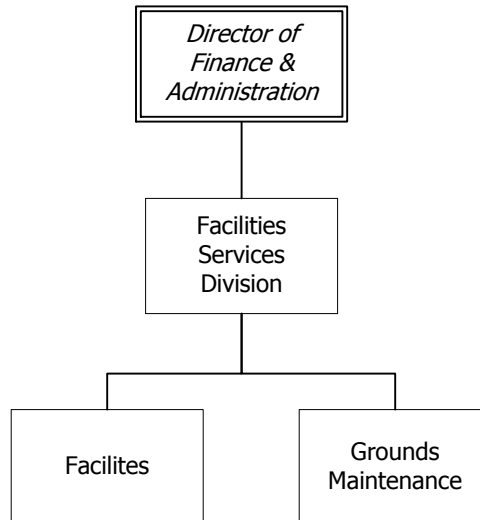 Director of
Finance &
Administration
Facilities
Services
Division
Facilites
Grounds
Maintenance